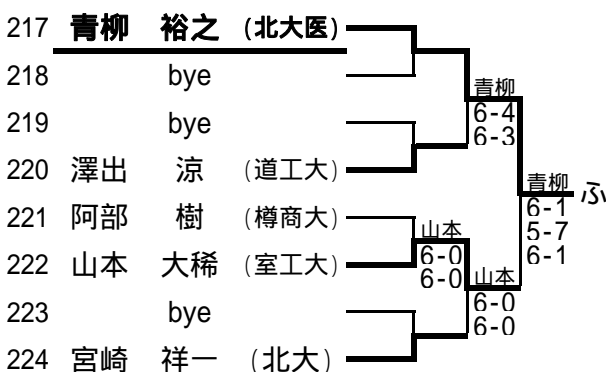 217 青柳 裕之 (北大医)
218 bye
219 bye
220 澤出 涼 (道工大)
221 阿部 樹 (樽商大)
222 山本 大稀 (室工大)
223 bye
224 宮崎 祥一 (北大)
青柳
6-4
6-3
山本
6-0
6-0
山本
6-0
6-0
青柳
6-1
5-7
6-1
ふ